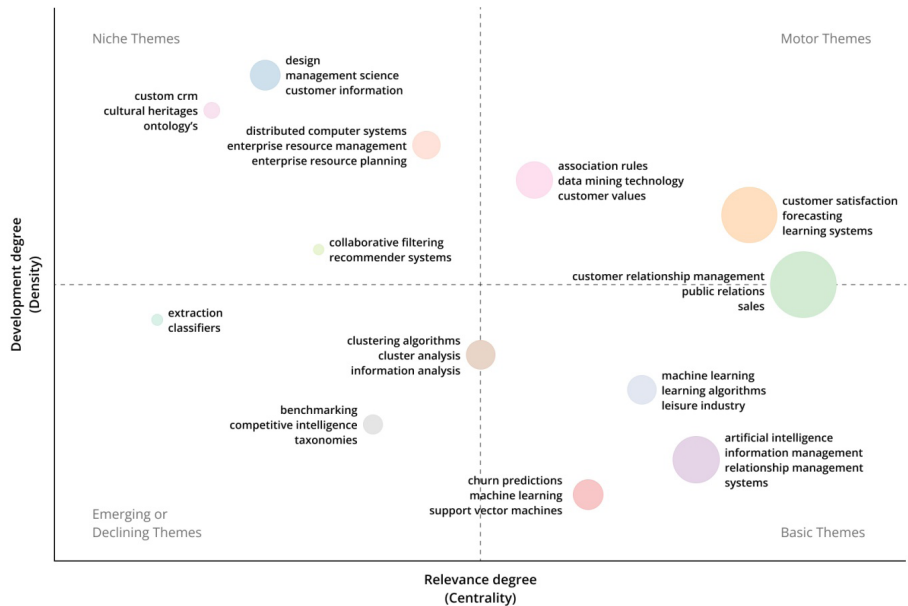 Niche Themes
Motor Themes
design
management science
customer information
custom crm
cultural heritages
ontology's
distributed computer systems
enterprise resource management
enterprise resource planning
association rules
data mining technology
customer values
customer satisfaction
forecasting
learning systems
collaborative filtering
recommender systems
customer relationship management
public relations
sales
Development degree
(Density)
extraction
classifiers
clustering algorithms
cluster analysis
information analysis
machine learning
learning algorithms
leisure industry
benchmarking
competitive intelligence
taxonomies
artificial intelligence
information management
relationship management
systems
churn predictions
machine learning
support vector machines
Emerging or
Declining Themes
Basic Themes
Relevance degree
(Centrality)